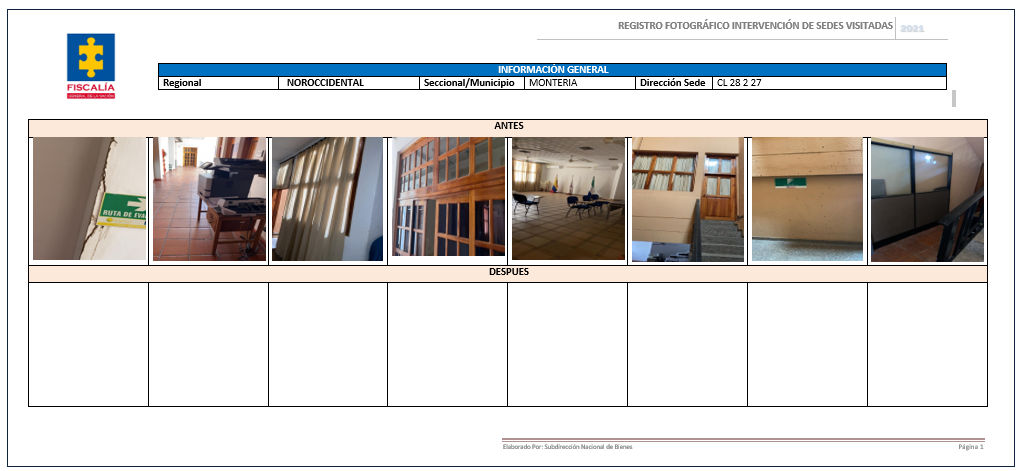 REGISTRO FOTOGRÁFICO INTERVENCIÓN DE SEDES VISITADAS 2021
FISCALÍA
GENERAL DE LA NACIÓN
INFORMACIÓN GENERAL
Regional NOROCCIDENTAL Seccional/Municipio MONTERIA Dirección Sede CL 28 2 27
ANTES
RUTA DE EVA
DESPUES
Elaborado Por: Subdirección Nacional de Bienes Página 1